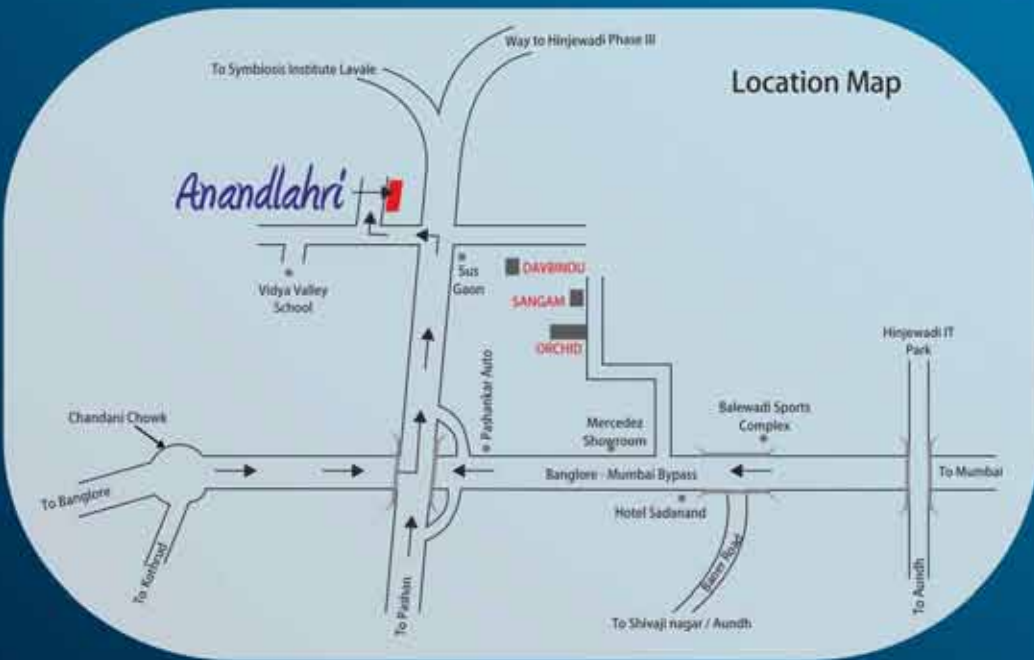 Way to Hinjewadi Phase III
To Symbiosis Institute Lavale
Location Map
Anandlahri
Sus
Gaon
DAVBINDU
Vidya Valley
School
SANGAM
ORCHID
Hinjewadi IT
Park
Pashankar Auto
Chandani Chowk
Mercedez
Showroom
Balewadi Sports
Complex
To Banglore
Banglore - Mumbai Bypass
To Mumbai
Hotel Sadanand
To Kothrud
To Pashan
Baner Road
To Aundh
To Shivaji nagar / Aundh